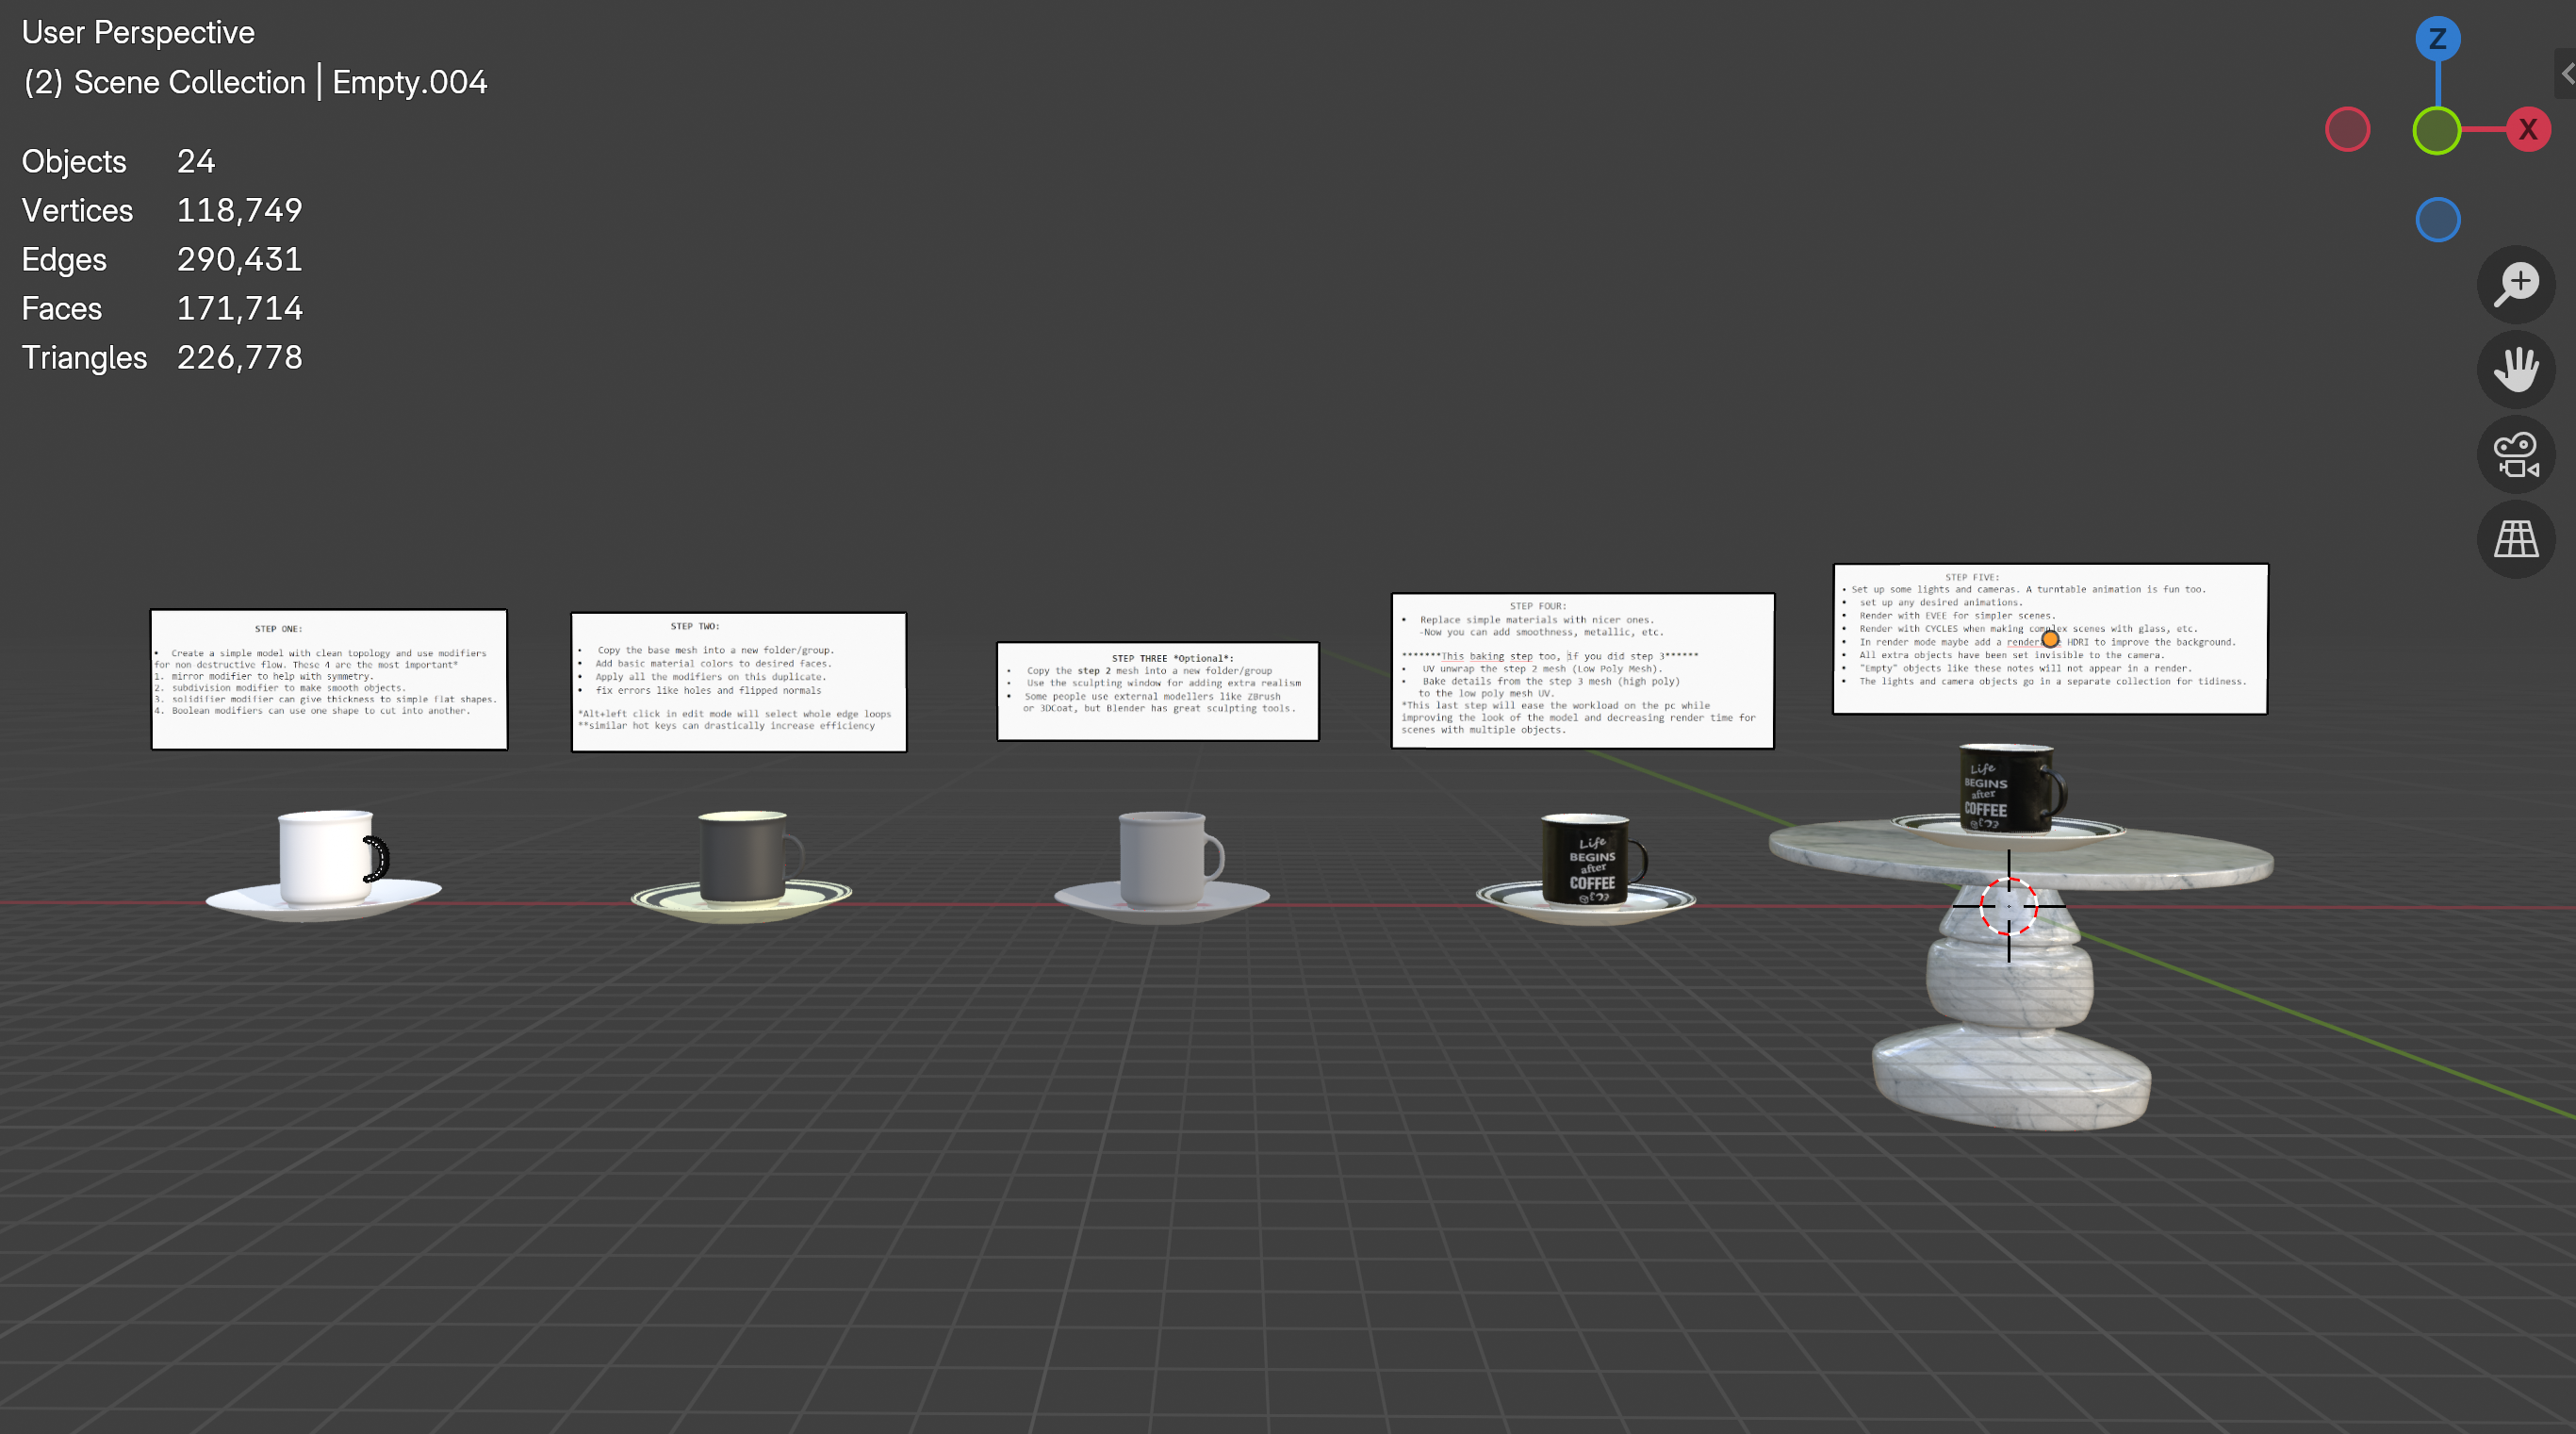 User Perspective
(2) Scene Collection | Empty.004
Objects 24
Vertices 118,749
Edges 290,431
Faces 171,714
Triangles 226,778
Z
X
STEP ONE:
• Create a simple model with clean topology and use modifiers
for non destructive flow. These 4 are the most important*
1. mirror modifier to help with symmetry.
2. subdivision modifier to make smooth objects.
3. solidifier modifier can give thickness to simple flat shapes.
4. Boolean modifiers can use one shape to cut into another.
STEP TWO:
• Copy the base mesh into a new folder/group.
• Add basic material colors to desired faces.
• Apply all the modifiers on this duplicate.
• fix errors like holes and flipped normals
*Alt+left click in edit mode will select whole edge loops
**similar hot keys can drastically increase efficiency
STEP THREE *Optional*:
• Copy the step 2 mesh into a new folder/group
• Use the sculpting window for adding extra realism
• Some people use external modellers like ZBrush
or 3DCoat, but Blender has great sculpting tools.
STEP FOUR:
• Replace simple materials with nicer ones.
-Now you can add smoothness, metallic, etc.
*******This baking step too, if you did step 3******
• UV unwrap the step 2 mesh (Low Poly Mesh).
• Bake details from the step 3 mesh (high poly)
to the low poly mesh UV.
*This last step will ease the workload on the pc while
improving the look of the model and decreasing render time for
scenes with multiple objects.
STEP FIVE:
• Set up some lights and cameras. A turntable animation is fun too.
• set up any desired animations.
• Render with EVEE for simpler scenes.
• Render with CYCLES when making complex scenes with glass, etc.
• In render mode maybe add a HDRI to improve the background.
• All extra objects have been set invisible to the camera.
• "Empty" objects like these notes will not appear in a render.
• The lights and camera objects go in a separate collection for tidiness.
Life
BEGINS
after
COFFEE
Life
BEGINS
after
COFFEE